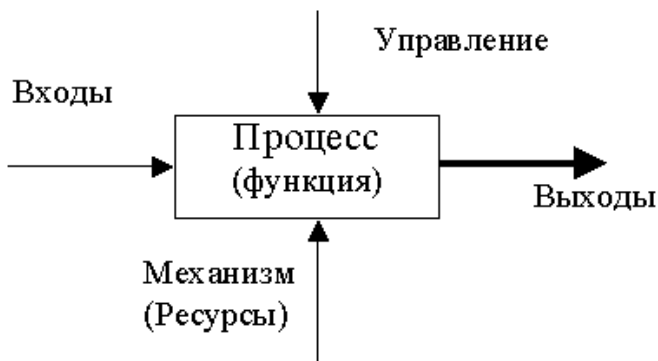 Управление
Входы
Процесс
(функция)
Выходы
Механизм
(Ресурсы)